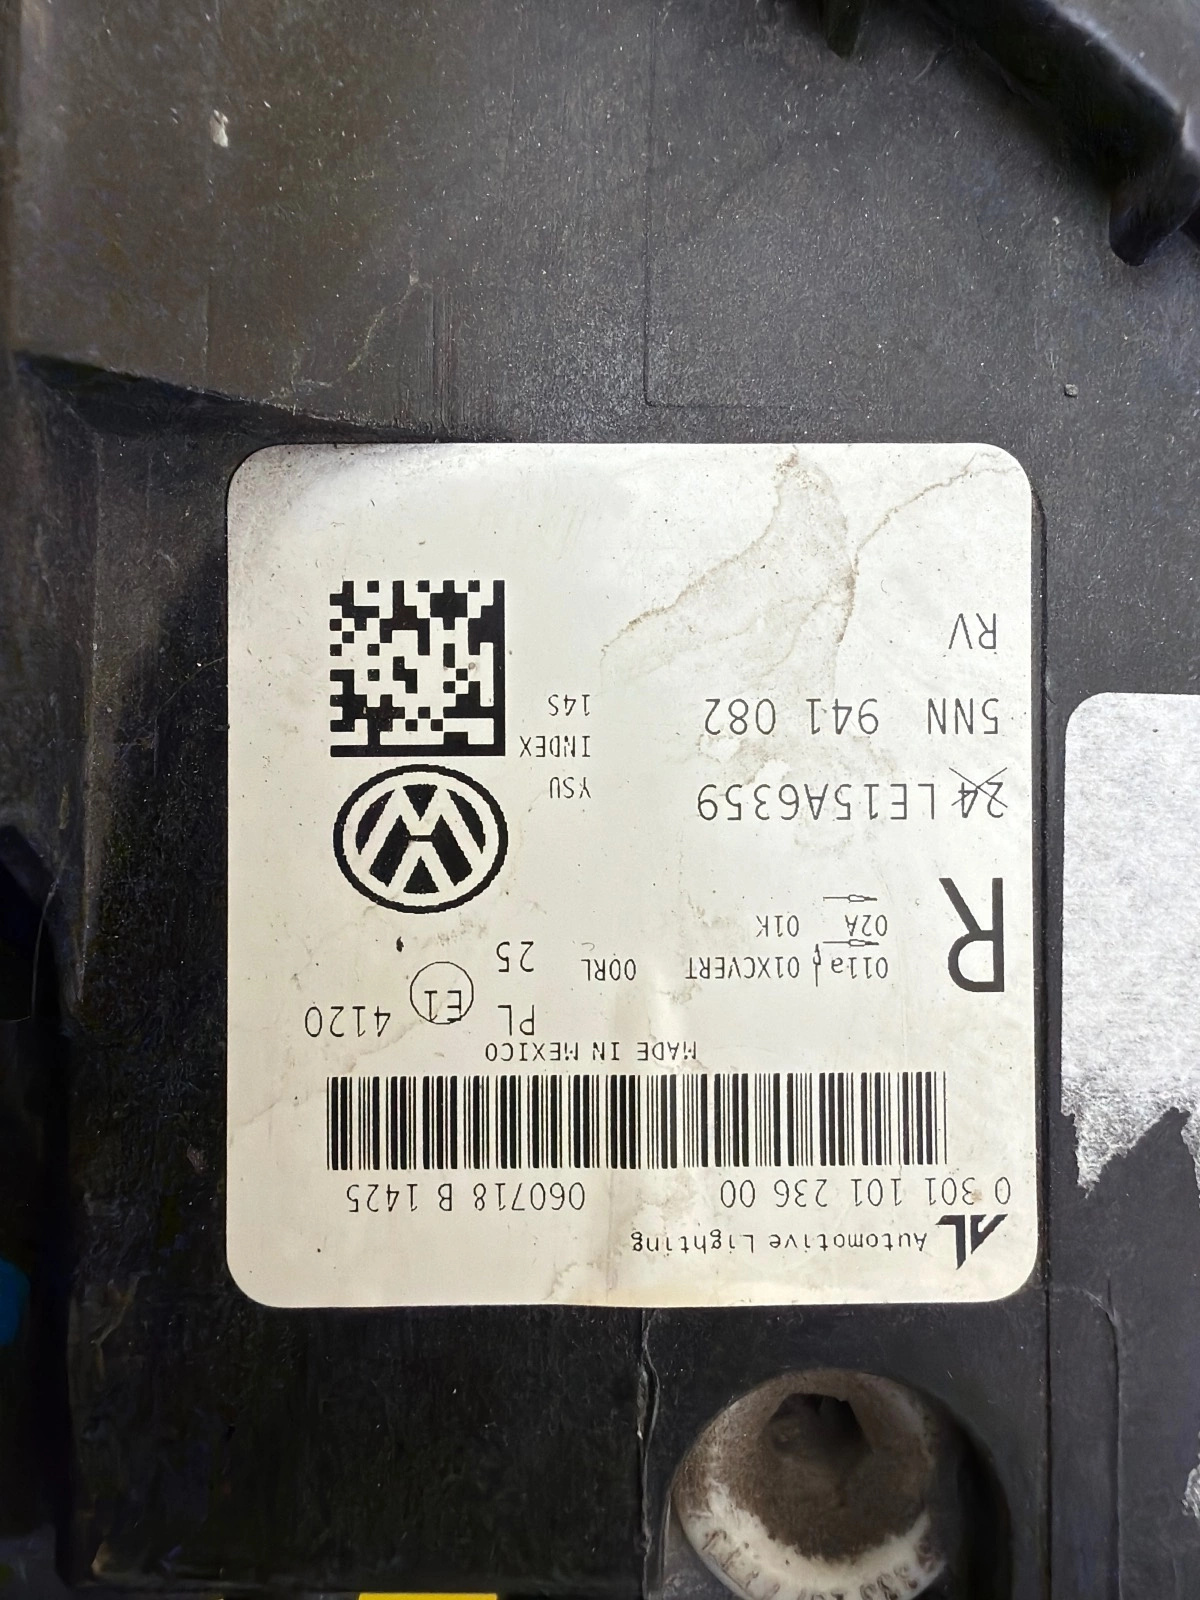 AL Automotive Lighting
0 301 101 236 00 060718 B 1425
MADE IN MEXICO
R
011a 01XCVERT 00RL
02A 01K
PL E1 4120
25
24 LE15A6359
YSU
INDEX
14S
5NN 941 082
RV